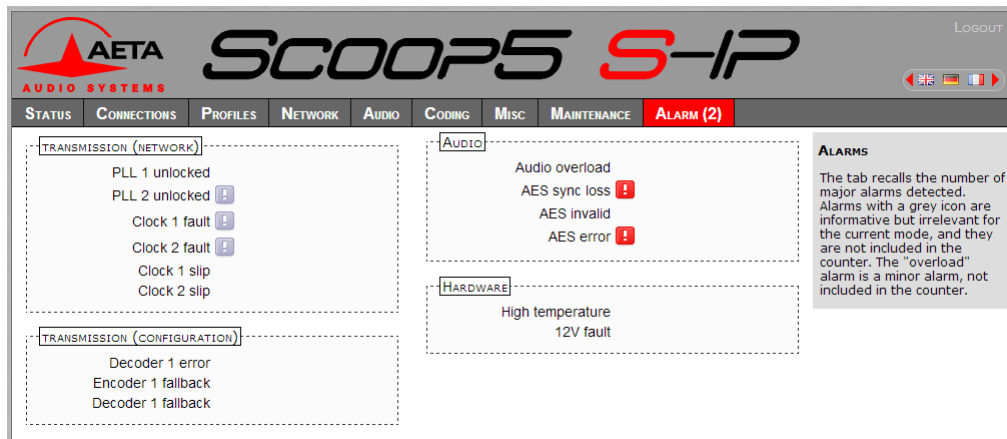 AETA
AUDIO SYSTEMS
SCOOP5 S-IP
LOGOUT
STATUS CONNECTIONS PROFILES NETWORK AUDIO CODING MISC MAINTENANCE ALARM (2)
TRANSMISSION (NETWORK)
PLL 1 unlocked
PLL 2 unlocked
Clock 1 fault
Clock 2 fault
Clock 1 slip
Clock 2 slip
TRANSMISSION (CONFIGURATION)
Decoder 1 error
Encoder 1 fallback
Decoder 1 fallback
AUDIO
Audio overload
AES sync loss
AES invalid
AES error
HARDWARE
High temperature
12V fault
ALARMS
The tab recalls the number of
major alarms detected.
Alarms with a grey icon are
informative but irrelevant for
the current mode, and they
are not included in the
counter. The "overload"
alarm is a minor alarm, not
included in the counter.